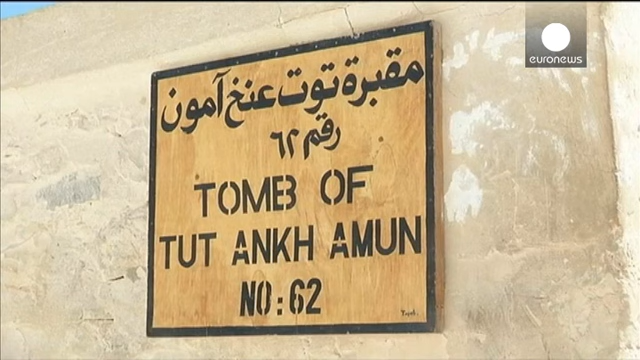 euronews
مقبرة توت عنخ آمون
رقم ٦٢
TOMB OF
TUT ANKH AMUN
NO: 62